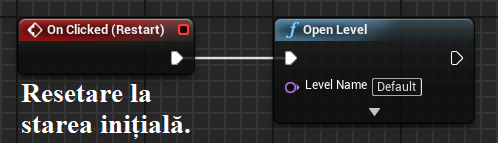 On Clicked (Restart)
Open Level
Level Name Default
Resetare la
starea inițială.